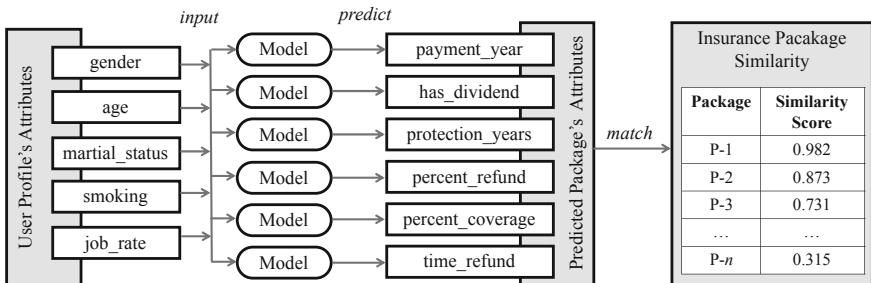 input
predict
User Profile's Attributes
gender
age
martial_status
smoking
job_rate
Model
Model
Model
Model
Model
Model
payment_year
has_dividend
protection_years
percent_refund
percent_coverage
time_refund
Predicted Package's Attributes
match
Insurance Pacakage
Similarity
Package Similarity
Score
P-1 0.982
P-2 0.873
P-3 0.731
... ...
P-n 0.315